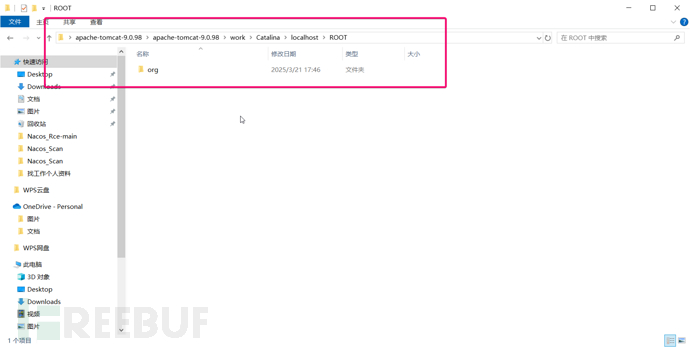 ROOT
文件 主页 共享 查看
apache-tomcat-9.0.98 > apache-tomcat-9.0.98 > work > Catalina > localhost > ROOT
在 ROOT 中搜索
名称 修改日期 类型 大小
org 2025/3/21 17:46 文件夹
快速访问
Desktop
Downloads
文档
图片
回收站
Nacos_Rce-main
Nacos_Scan
Nacos_Scan
找工作个人资料
WPS云盘
OneDrive - Personal
图片
文档
WPS网盘
此电脑
3D 对象
Desktop
Downloads
视频
图片
FREEBUF
1 个项目